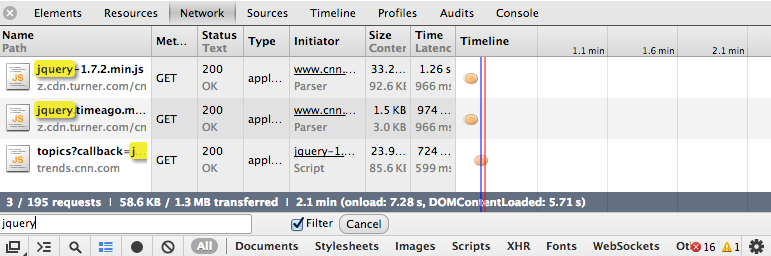 Elements Resources Network Sources Timeline Profiles Audits Console
Name Met... Status Type Initiator Size Time Timeline
Path Text Conter Latenc 1.1 min 1.6 min 2.1 min
jquery-1.7.2.min.js GET 200 appl... www.cnn.... 33.2... 1.26 s
JS z.cdn.turner.com/cn OK Parser 92.6 KE 966 ms
jquery.timeago.m... GET 200 appl... www.cnn.... 1.5 KB 974 ...
JS z.cdn.turner.com/cn OK Parser 3.0 KB 966 ms
topics?callback=j... GET 200 appl... jquery-1.... 23.9... 724 ...
JS trends.cnn.com OK Script 85.6 KE 599 ms
3 / 195 requests | 58.6 KB / 1.3 MB transferred | 2.1 min (onload: 7.28 s, DOMContentLoaded: 5.71 s)
jquery Filter Cancel
All Documents Stylesheets Images Scripts XHR Fonts WebSockets Ot 16 1